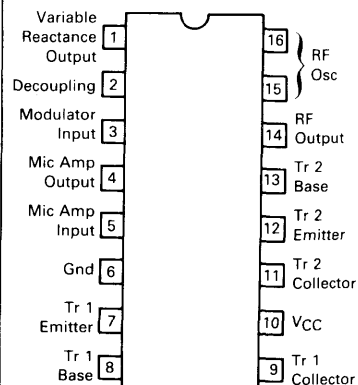 Variable
Reactance
Output
1
Decoupling
2
Modulator
Input
3
Mic Amp
Output
4
Mic Amp
Input
5
Gnd
6
Tr 1
Emitter
7
Tr 1
Base
8
16
RF
Osc
15
RF
Output
14
Tr 2
Base
13
Tr 2
Emitter
12
Tr 2
Collector
11
VCC
10
Tr 1
Collector
9